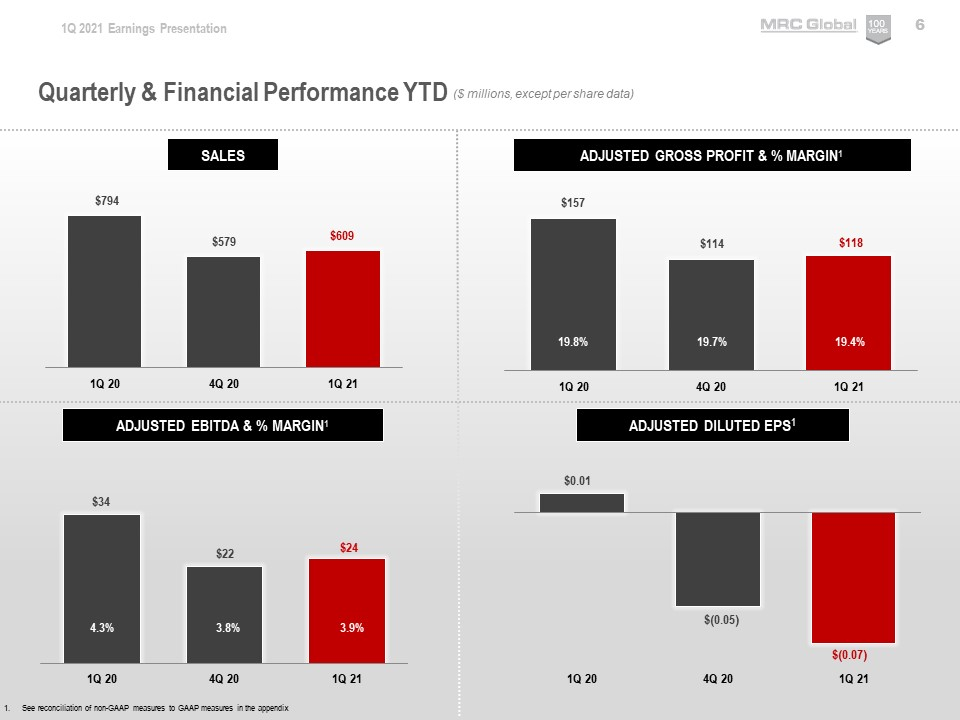 1Q 2021 Earnings Presentation
MRC Global
100
YEARS
6
Quarterly & Financial Performance YTD ($ millions, except per share data)
SALES
$794
$579
$609
1Q 20
4Q 20
1Q 21
ADJUSTED GROSS PROFIT & % MARGIN¹
$157
$114
$118
19.8%
19.7%
19.4%
1Q 20
4Q 20
1Q 21
ADJUSTED EBITDA & % MARGIN¹
$34
$22
$24
4.3%
3.8%
3.9%
1Q 20
4Q 20
1Q 21
ADJUSTED DILUTED EPS¹
$0.01
$(0.05)
$(0.07)
1Q 20
4Q 20
1Q 21
1. See reconciliation of non-GAAP measures to GAAP measures in the appendix